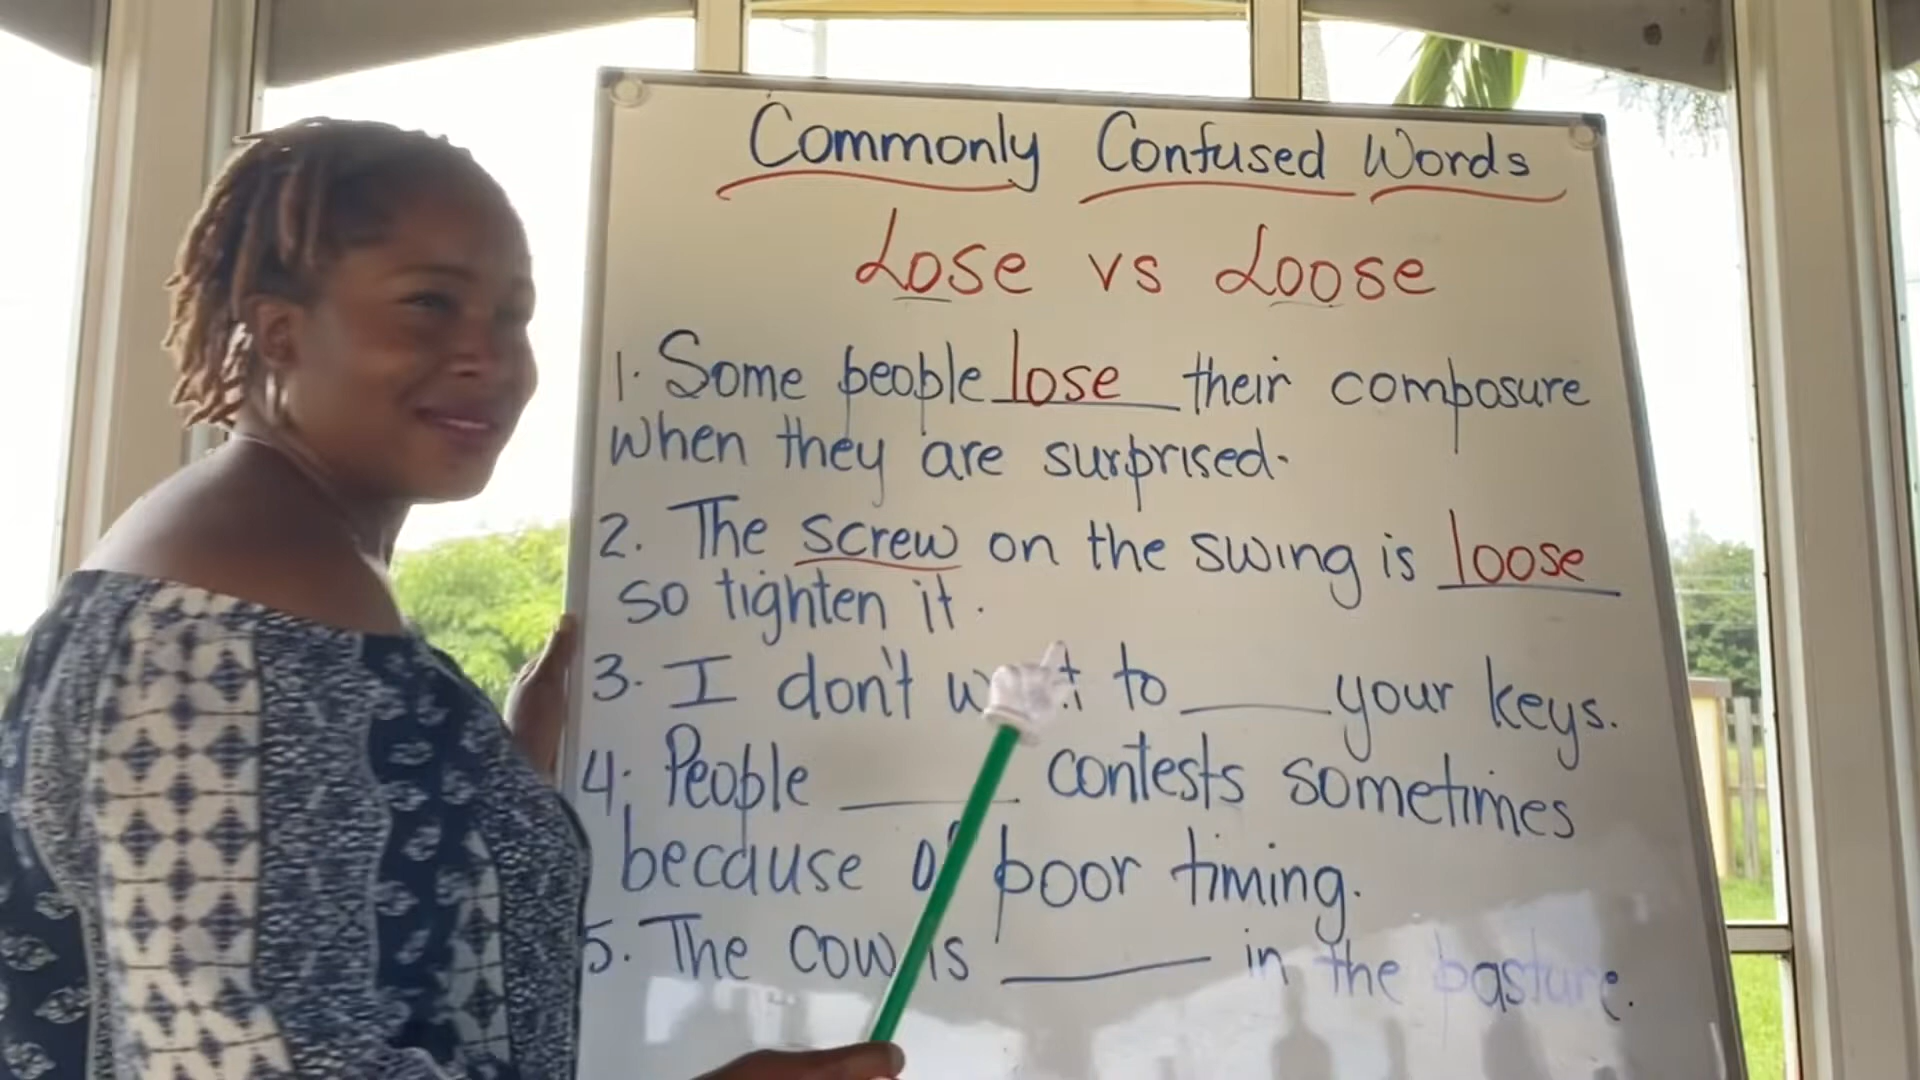 Commonly Confused Words
Lose vs Loose
1. Some people lose their composure
when they are surprised.
2. The screw on the swing is loose
so tighten it.
3. I don't to ____ your keys.
4. People ____ contests sometimes
because of poor timing.
5. The cow is ____ in the pasture.